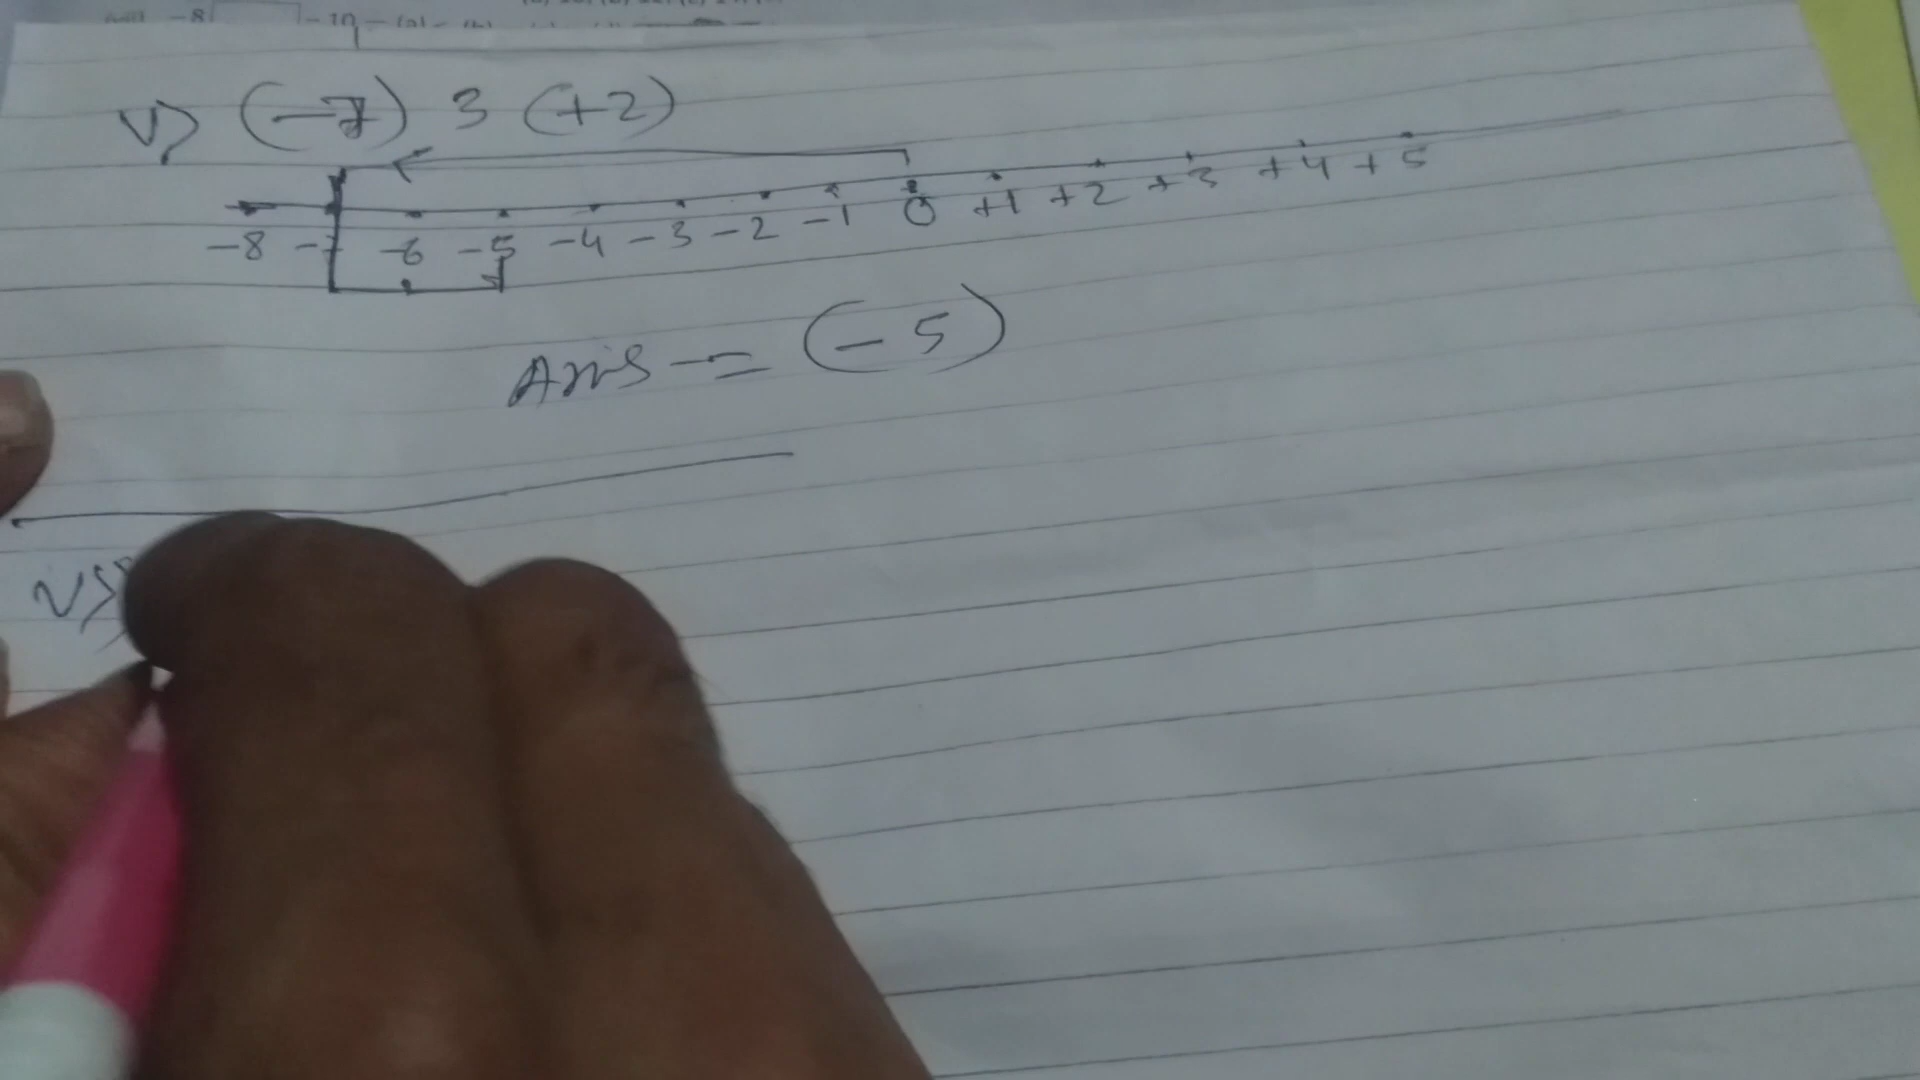 V) (-7) 3 (+2)
-8 -7 -6 -5 -4 -3 -2 -1 0 +1 +2 +3 +4 +5
Ans - = (-5)